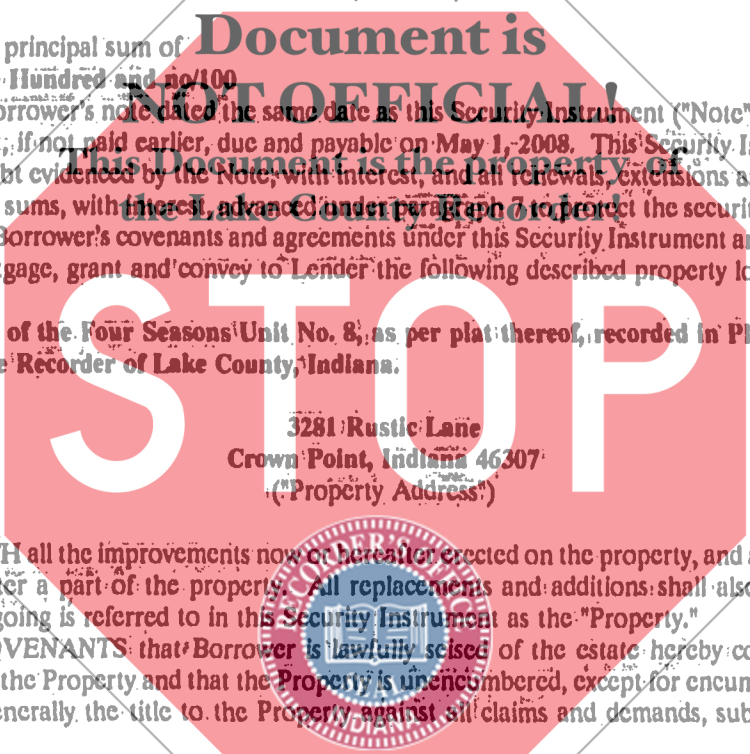 Document is
principal sum of
Hundred and no/100
NOT OFFICIAL!
orrower's note dated the same date as this Security Instrument ("Note"
, if not paid earlier, due and payable on May 1, 2008. This Security I
This Document is the property of
bt evidenced by the Note, with interest, and all renewals, extensions a
the Lake County Recorder!
sums, with interest, advanced under paragraph 7 to protect the securit
Borrower's covenants and agreements under this Security Instrument a
gage, grant and convey to Lender the following described property lo
STOP
of the Four Seasons Unit No. 8, as per plat thereof, recorded in Pl
e Recorder of Lake County, Indiana.
3281 Rustic Lane
Crown Point, Indiana 46307
("Property Address")
H all the improvements now or hereafter erected on the property, and a
er a part of the property. All replacements and additions shall also
going is referred to in this Security Instrument as the "Property."
VENANTS that Borrower is lawfully seised of the estate hereby co
the Property and that the Property is unencumbered, except for encum
enerally the title to the Property against all claims and demands, sub
RECORDER'S OFFICE
INDIANA